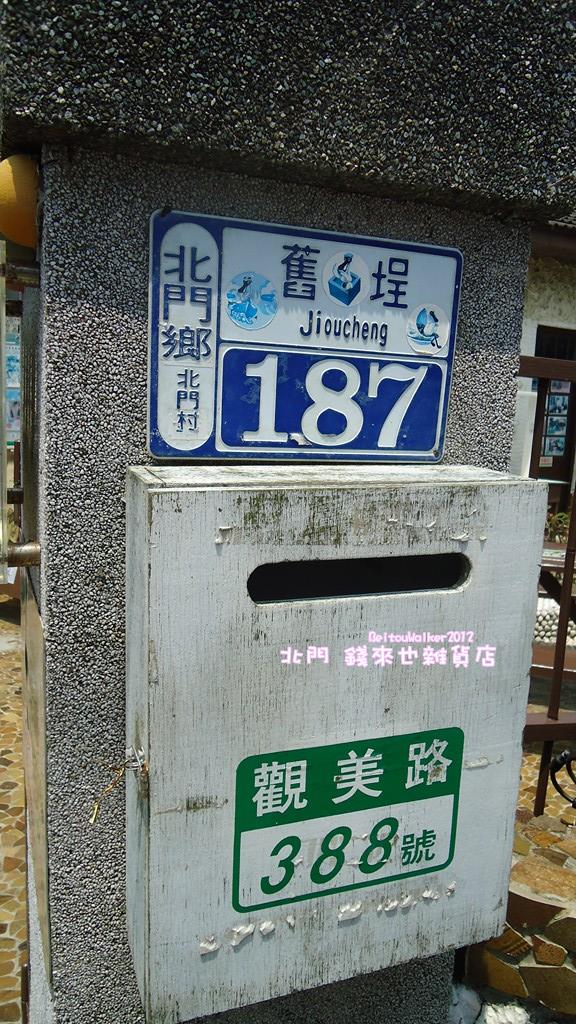 北門鄉
北門村
舊埕
Jioucheng
187
BeitouWalker2012
北門 錢來也雜貨店
觀美路
388號